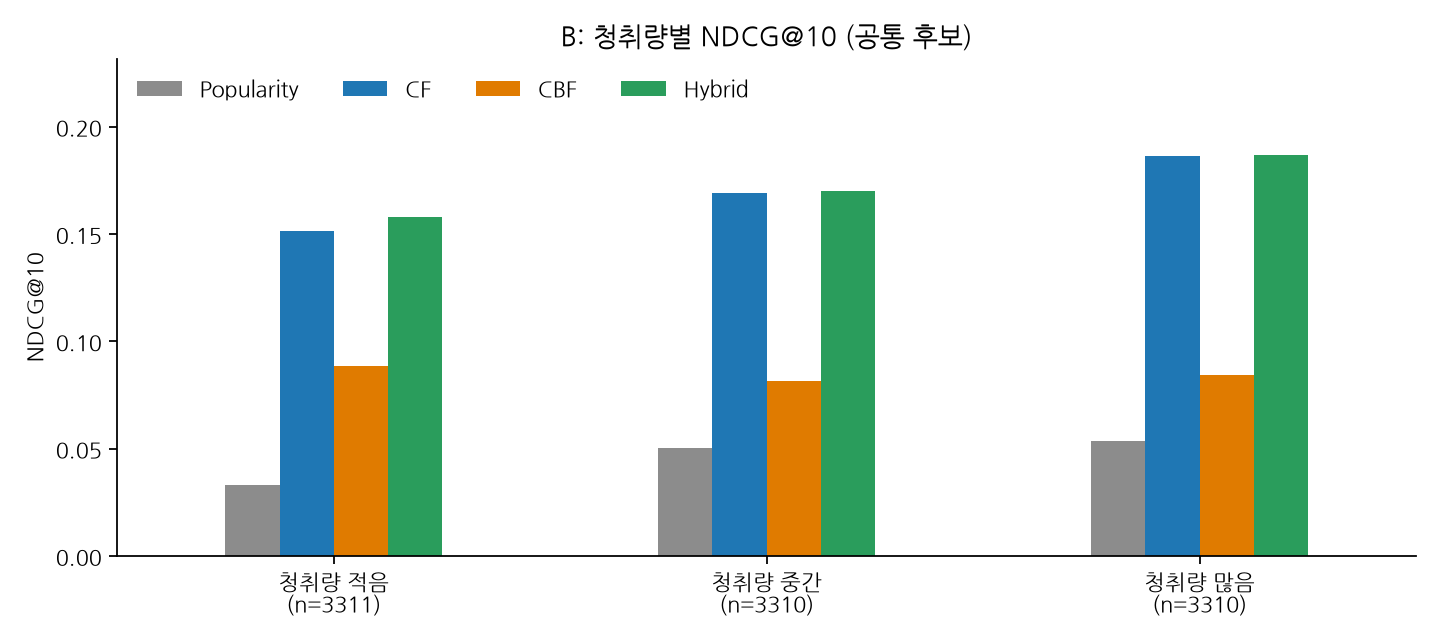 B: 청취량별 NDCG@10 (공통 후보)
Popularity CF CBF Hybrid
NDCG@10
0.20
0.15
0.10
0.05
0.00
청취량 적음
(n=3311)
청취량 중간
(n=3310)
청취량 많음
(n=3310)